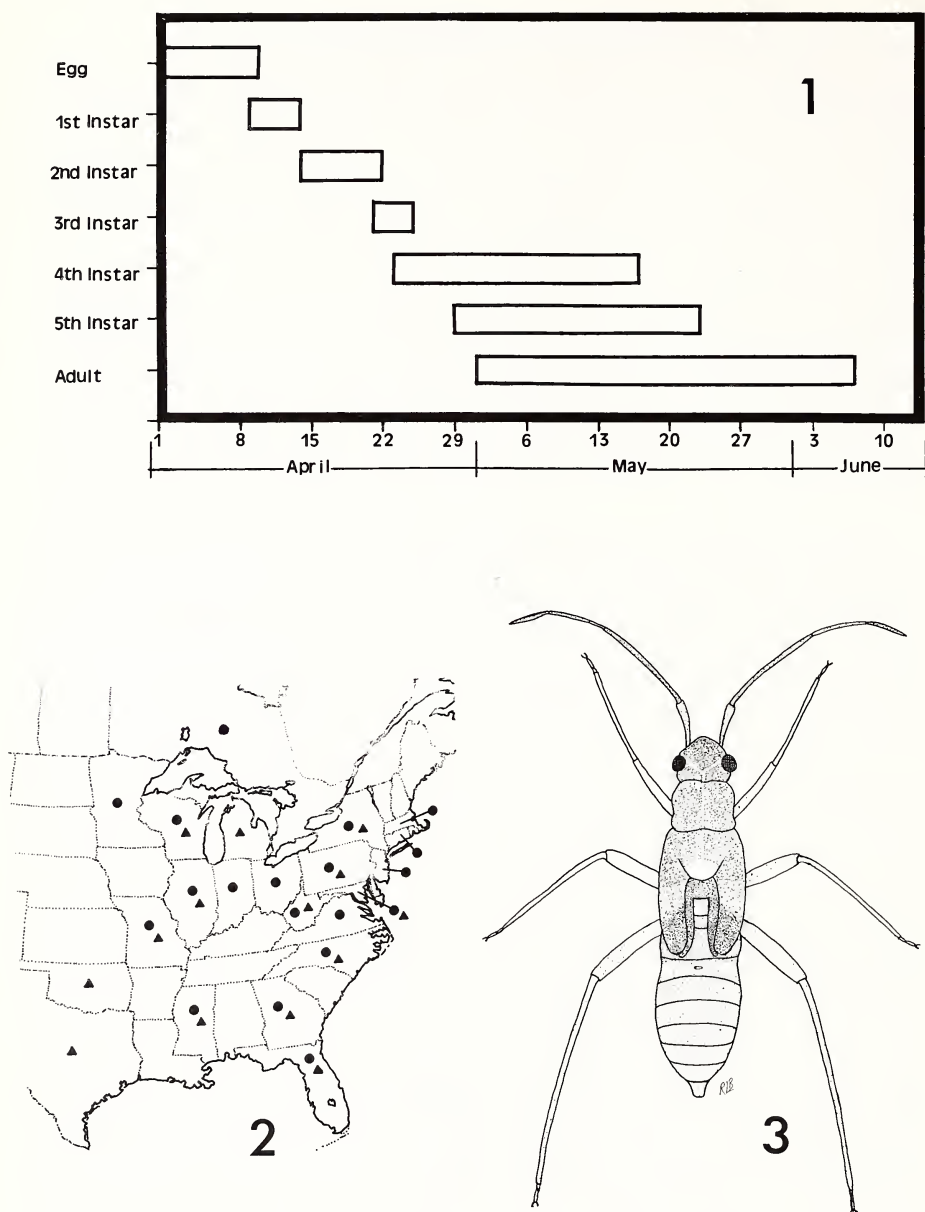 1
Egg
1st Instar
2nd Instar
3rd Instar
4th Instar
5th Instar
Adult
1 8 15 22 29 6 13 20 27 3 10
April May June
2
3
RLB